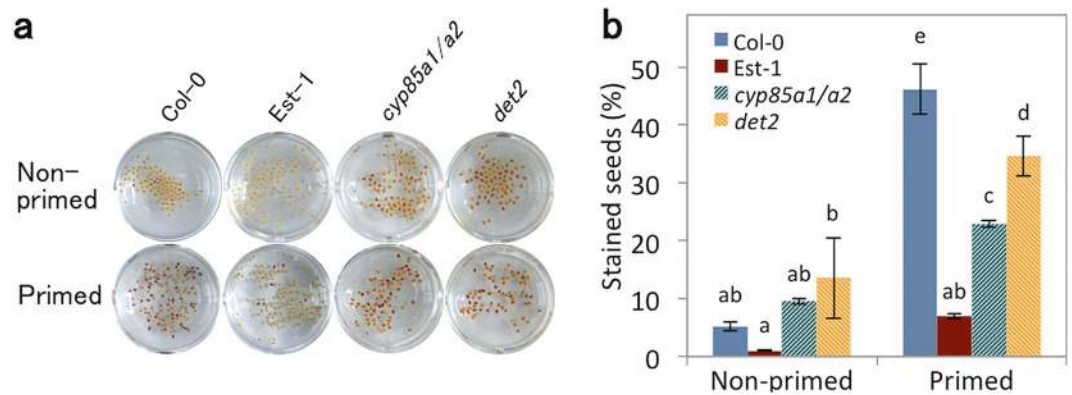 a
Col-0
Est-1
cyp85a1/a2
det2
Non-
primed
Primed
b
Stained seeds (%)
50
40
30
20
10
0
Col-0
Est-1
cyp85a1/a2
det2
ab
a
ab
b
e
ab
c
d
Non-primed
Primed